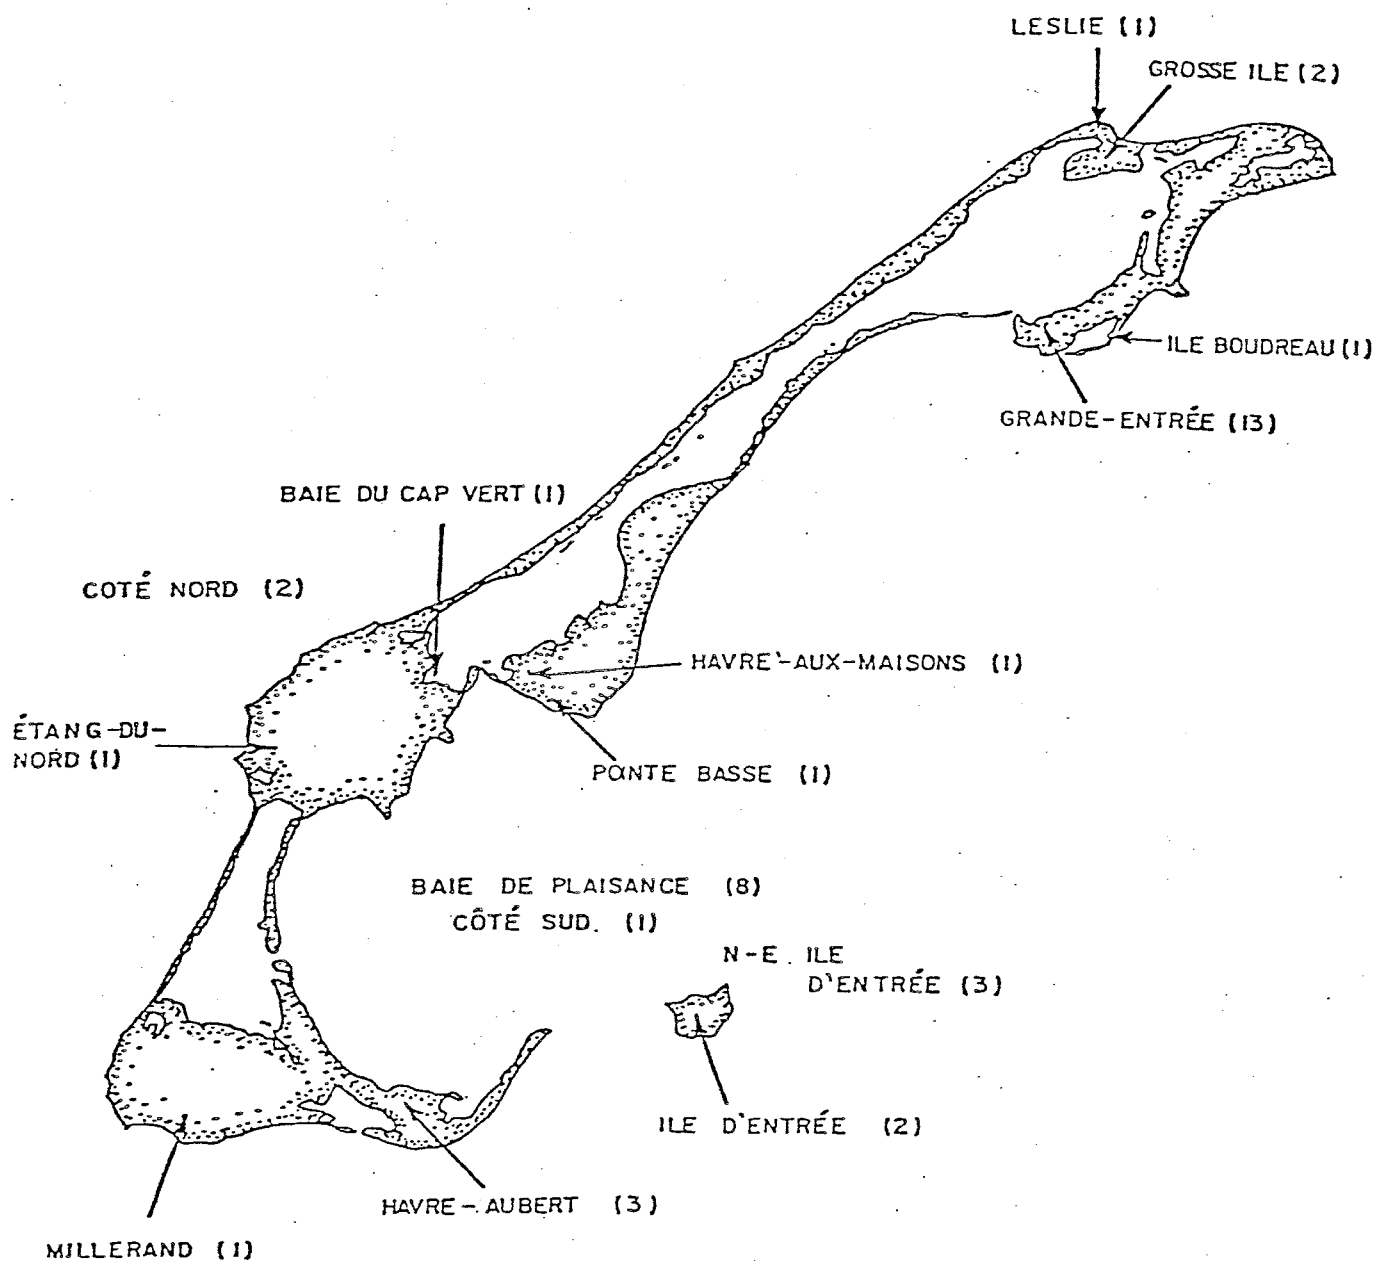 LESLIE (1)
GROSSE ILE (2)
ILE BOUDREAU (1)
GRANDE-ENTRÉE (13)
BAIE DU CAP VERT (1)
COTÉ NORD (2)
HAVRE-AUX-MAISONS (1)
ÉTANG-DU-
NORD (1)
POINTE BASSE (1)
BAIE DE PLAISANCE (8)
CÔTÉ SUD. (1)
N-E. ILE
D'ENTRÉE (3)
ILE D'ENTRÉE (2)
HAVRE-AUBERT (3)
MILLERAND (1)